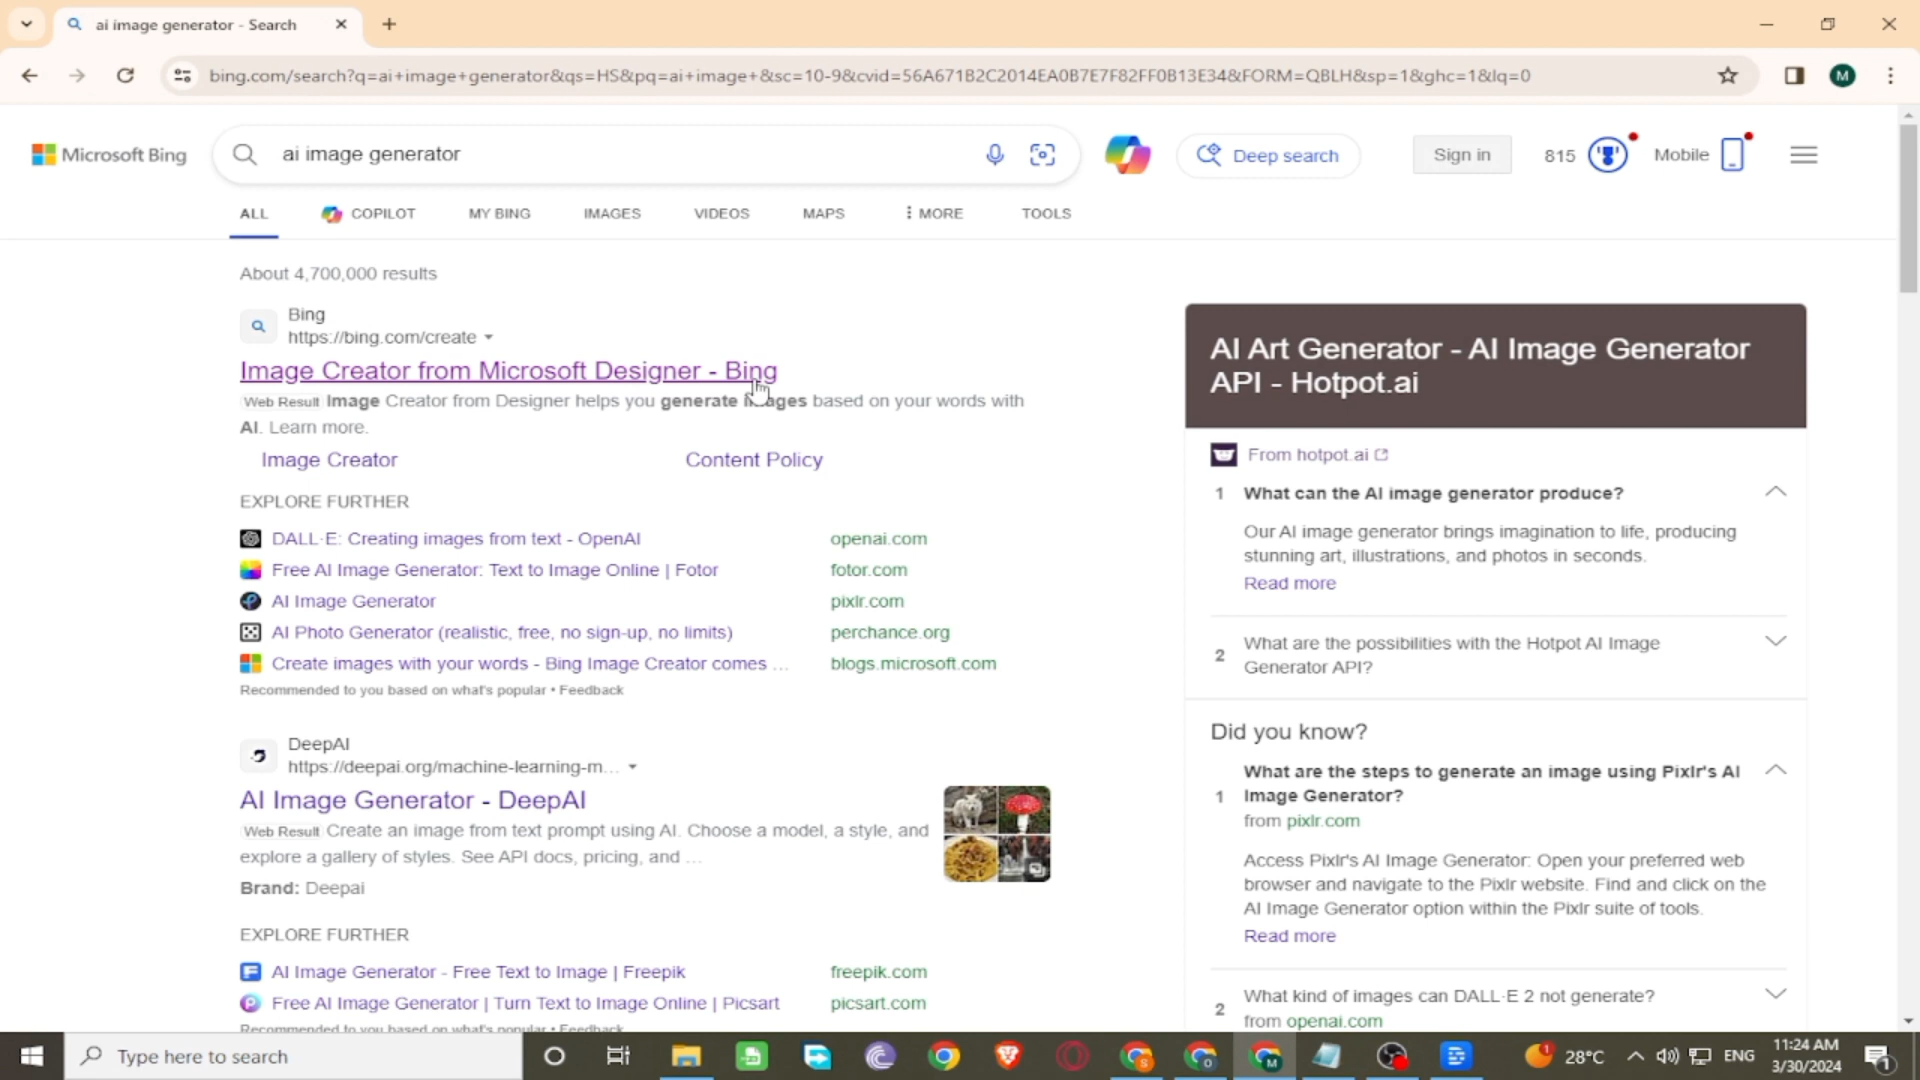 ai image generator - Search
bing.com/search?q=ai+image+generator&qs=HS&pq=ai+image+&sc=10-9&cvid=56A671B2C2014EA0B7E7F82FF0B13E34&FORM=QBLH&sp=1&ghc=1&lq=0
M
Microsoft Bing
ai image generator
Deep search
Sign in
815
Mobile
ALL
COPILOT
MY BING
IMAGES
VIDEOS
MAPS
MORE
TOOLS
About 4,700,000 results
Bing
https://bing.com/create
Image Creator from Microsoft Designer - Bing
Web Result Image Creator from Designer helps you generate images based on your words with
AI. Learn more.
Image Creator
Content Policy
EXPLORE FURTHER
DALL·E: Creating images from text - OpenAI openai.com
Free AI Image Generator: Text to Image Online | Fotor fotor.com
AI Image Generator pixlr.com
AI Photo Generator (realistic, free, no sign-up, no limits) perchance.org
Create images with your words - Bing Image Creator comes ... blogs.microsoft.com
Recommended to you based on what's popular • Feedback
DeepAI
https://deepai.org/machine-learning-m...
AI Image Generator - DeepAI
Web Result Create an image from text prompt using AI. Choose a model, a style, and
explore a gallery of styles. See API docs, pricing, and ...
Brand: Deepai
EXPLORE FURTHER
AI Image Generator - Free Text to Image | Freepik freepik.com
Free AI Image Generator | Turn Text to Image Online | Picsart picsart.com
Recommended to you based on what's popular • Feedback
AI Art Generator - AI Image Generator
API - Hotpot.ai
From hotpot.ai
1 What can the AI image generator produce?
Our AI image generator brings imagination to life, producing
stunning art, illustrations, and photos in seconds.
Read more
2 What are the possibilities with the Hotpot AI Image
Generator API?
Did you know?
1 What are the steps to generate an image using Pixlr's AI
Image Generator?
from pixlr.com
Access Pixlr's AI Image Generator: Open your preferred web
browser and navigate to the Pixlr website. Find and click on the
AI Image Generator option within the Pixlr suite of tools.
Read more
2 What kind of images can DALL·E 2 not generate?
from openai.com
Type here to search
28°C
ENG
11:24 AM
3/30/2024
1